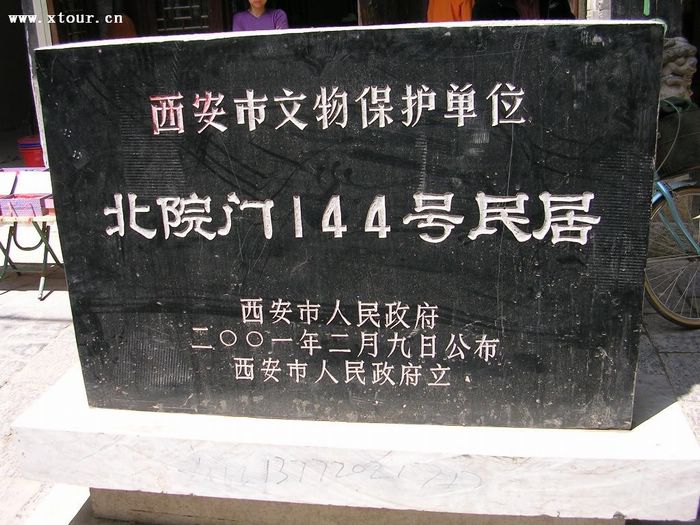 www.xtour.cn
西安市文物保护单位
北院门144号民居
西安市人民政府
二〇〇一年二月九日公布
西安市人民政府立